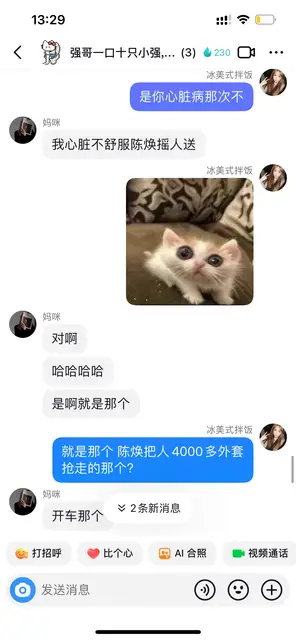 13:29
强哥一口十只小强,... (3)
230
冰美式拌饭
是你心脏病那次不
妈咪
我心脏不舒服陈焕摇人送
冰美式拌饭
妈咪
对啊
哈哈哈哈
是啊就是那个
冰美式拌饭
就是那个 陈焕把人4000多外套
抢走的那个?
妈咪
开车那个
2条新消息
打招呼
比个心
AI 合照
视频通话
发送消息